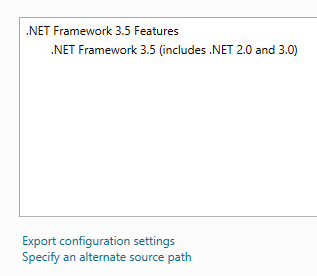 .NET Framework 3.5 Features
.NET Framework 3.5 (includes .NET 2.0 and 3.0)
Export configuration settings
Specify an alternate source path